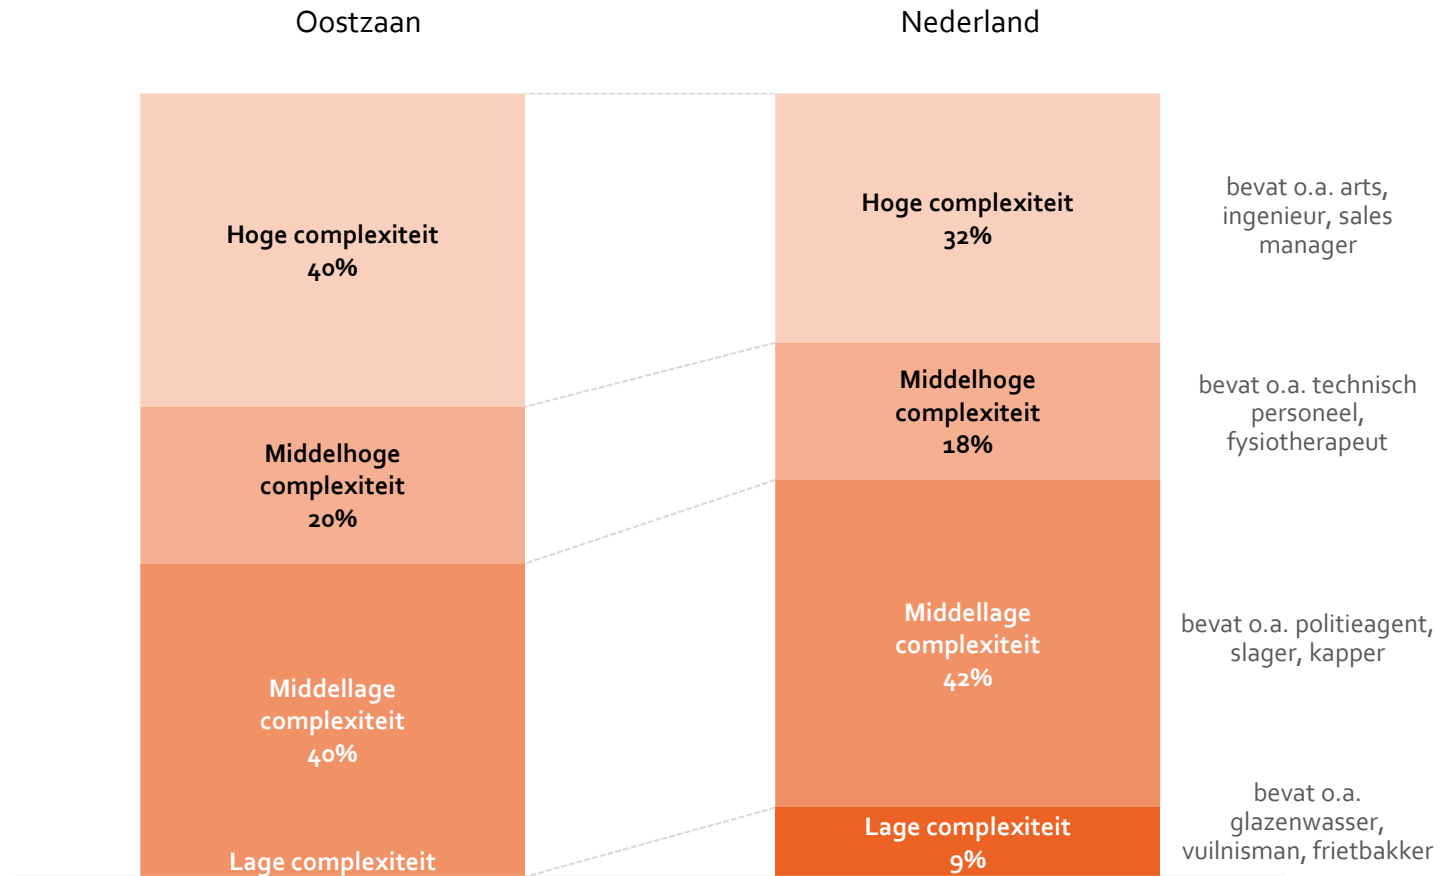 Oostzaan
Nederland
Hoge complexiteit
40%
Middelhoge
complexiteit
20%
Middellage
complexiteit
40%
Lage complexiteit
Hoge complexiteit
32%
Middelhoge
complexiteit
18%
Middellage
complexiteit
42%
Lage complexiteit
9%
bevat o.a. arts,
ingenieur, sales
manager
bevat o.a. technisch
personeel,
fysiotherapeut
bevat o.a. politieagent,
slager, kapper
bevat o.a.
glazenwasser,
vuilnisman, frietbakker